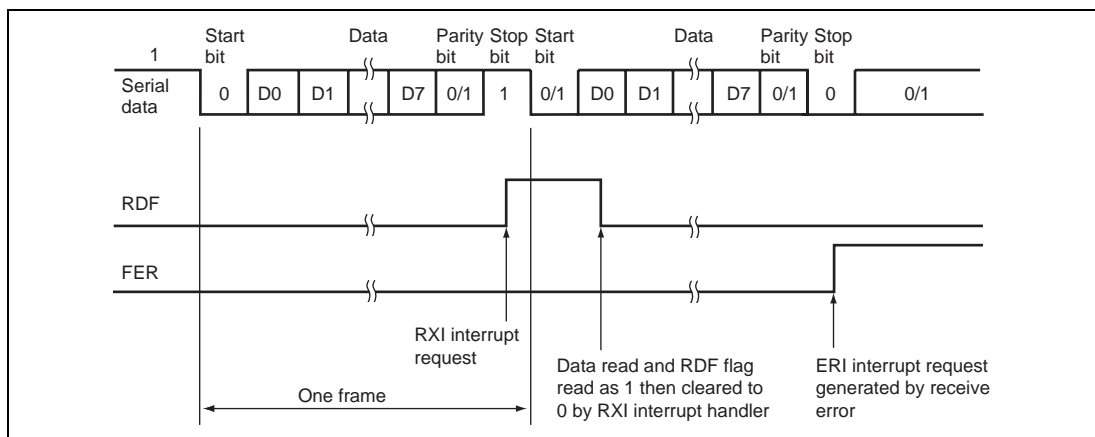 Start bit Data Parity bit Stop bit Start bit Data Parity bit Stop bit
1
Serial data
0 D0 D1 D7 0/1 1 0/1 D0 D1 D7 0/1 0 0/1
RDF
FER
RXI interrupt
request
Data read and RDF flag
read as 1 then cleared to
0 by RXI interrupt handler
ERI interrupt request
generated by receive
error
One frame